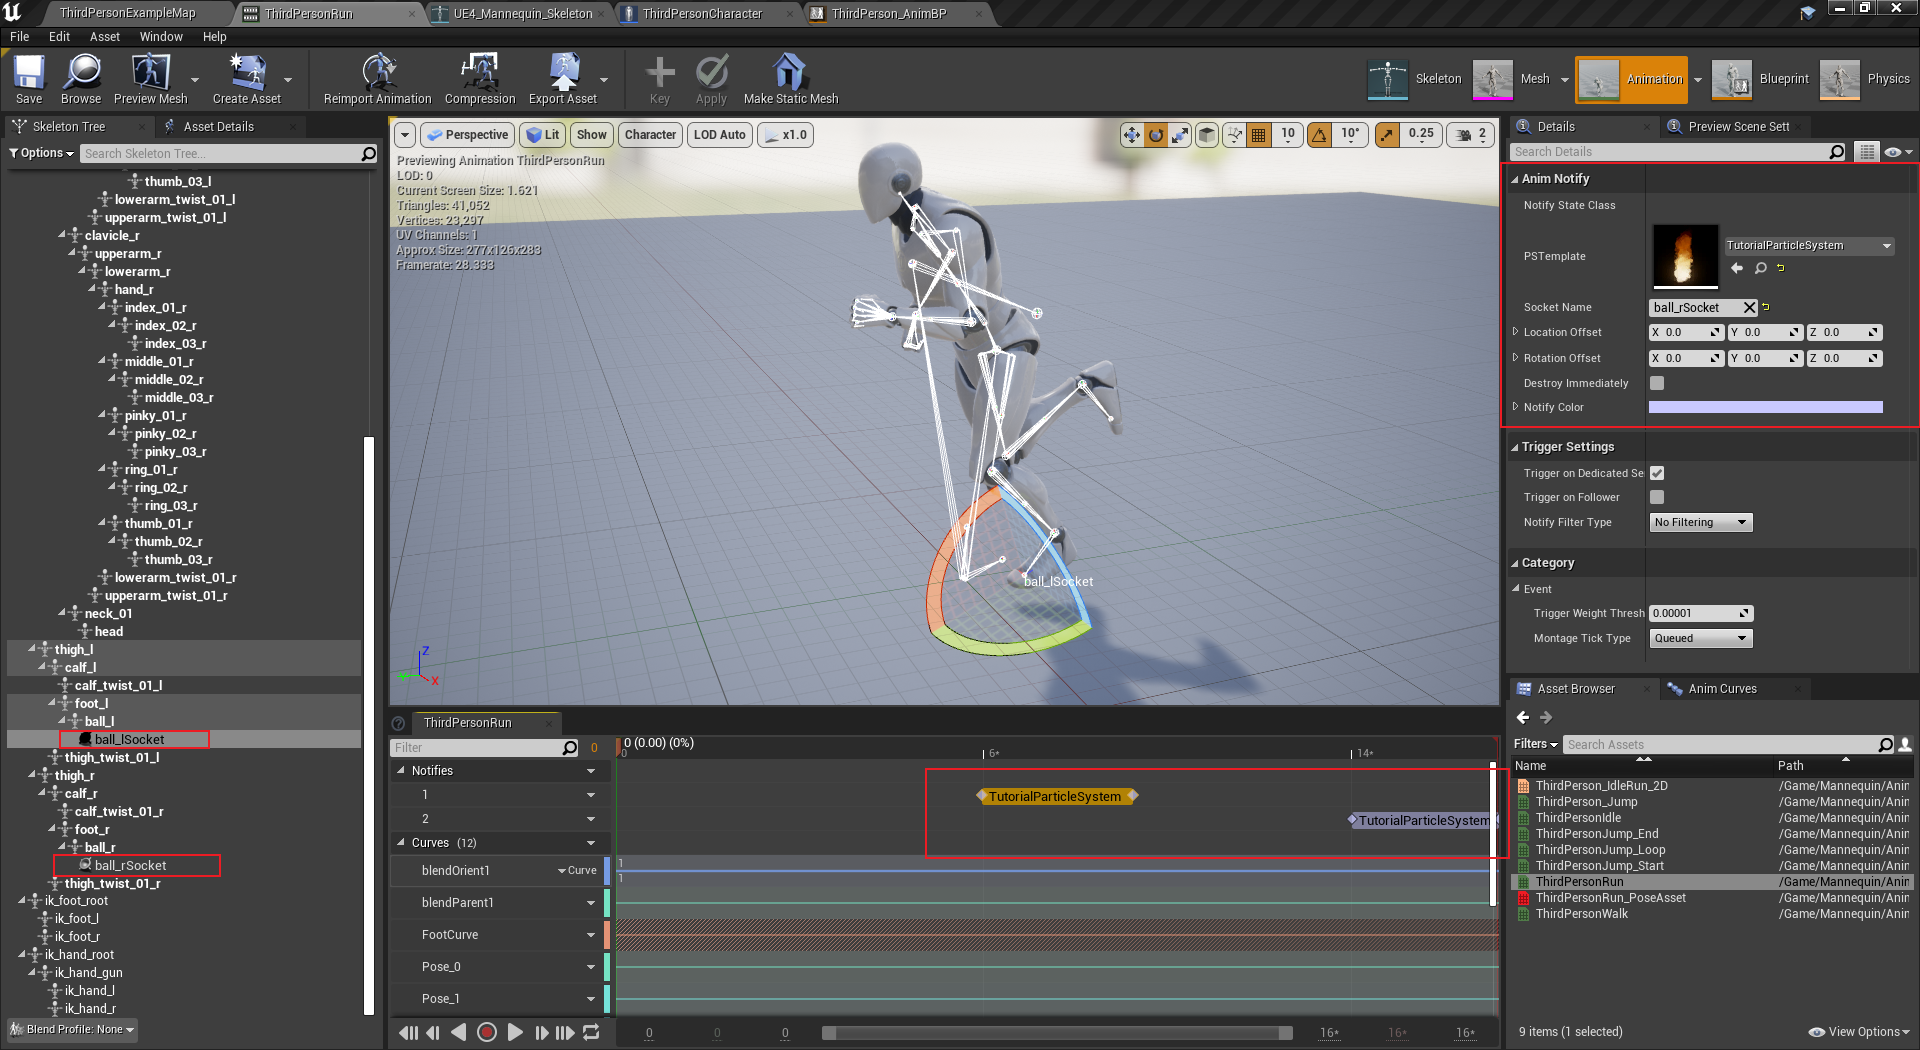 ThirdPersonExampleMap
ThirdPersonRun
UE4_Mannequin_Skeleton
ThirdPersonCharacter
ThirdPerson_AnimBP
File Edit Asset Window Help
Save
Browse
Preview Mesh
Create Asset
Reimport Animation
Compression
Export Asset
Key
Apply
Make Static Mesh
Skeleton
Mesh
Animation
Blueprint
Physics
Skeleton Tree
Asset Details
Options
Search Skeleton Tree...
thumb_03_l
lowerarm_twist_01_l
upperarm_twist_01_l
clavicle_r
upperarm_r
lowerarm_r
hand_r
index_01_r
index_02_r
index_03_r
middle_01_r
middle_02_r
middle_03_r
pinky_01_r
pinky_02_r
pinky_03_r
ring_01_r
ring_02_r
ring_03_r
thumb_01_r
thumb_02_r
thumb_03_r
lowerarm_twist_01_r
upperarm_twist_01_r
neck_01
head
thigh_l
calf_l
calf_twist_01_l
foot_l
ball_l
ball_lSocket
thigh_twist_01_l
thigh_r
calf_r
calf_twist_01_r
foot_r
ball_r
ball_rSocket
thigh_twist_01_r
ik_foot_root
ik_foot_l
ik_foot_r
ik_hand_root
ik_hand_gun
ik_hand_l
ik_hand_r
Blend Profile: None
Perspective
Lit
Show
Character
LOD Auto
x1.0
10
10°
0.25
2
Previewing Animation ThirdPersonRun
LOD: 0
Current Screen Size: 1.621
Triangles: 41,052
Vertices: 23,297
UV Channels: 1
Approx Size: 277x126x283
Framerate: 28.333
ball_lSocket
Z
X
ThirdPersonRun
Filter
0
0 (0.00) (0%)
0
6*
14*
Notifies
1
TutorialParticleSystem
2
TutorialParticleSystem
Curves (12)
blendOrient1
Curve
1
1
blendParent1
FootCurve
Pose_0
Pose_1
0
0
0
16*
16*
16*
Details
Preview Scene Sett
Search Details
Anim Notify
Notify State Class
PSTemplate
TutorialParticleSystem
Socket Name
ball_rSocket
Location Offset
X 0.0
Y 0.0
Z 0.0
Rotation Offset
X 0.0
Y 0.0
Z 0.0
Destroy Immediately
Notify Color
Trigger Settings
Trigger on Dedicated Se
Trigger on Follower
Notify Filter Type
No Filtering
Category
Event
Trigger Weight Thresh
0.00001
Montage Tick Type
Queued
Asset Browser
Anim Curves
Filters
Search Assets
Name
Path
ThirdPerson_IdleRun_2D /Game/Mannequin/Anin
ThirdPerson_Jump /Game/Mannequin/Anin
ThirdPersonIdle /Game/Mannequin/Anin
ThirdPersonJump_End /Game/Mannequin/Anin
ThirdPersonJump_Loop /Game/Mannequin/Anin
ThirdPersonJump_Start /Game/Mannequin/Anin
ThirdPersonRun /Game/Mannequin/Anin
ThirdPersonRun_PoseAsset /Game/Mannequin/Anin
ThirdPersonWalk /Game/Mannequin/Anin
9 items (1 selected)
View Options